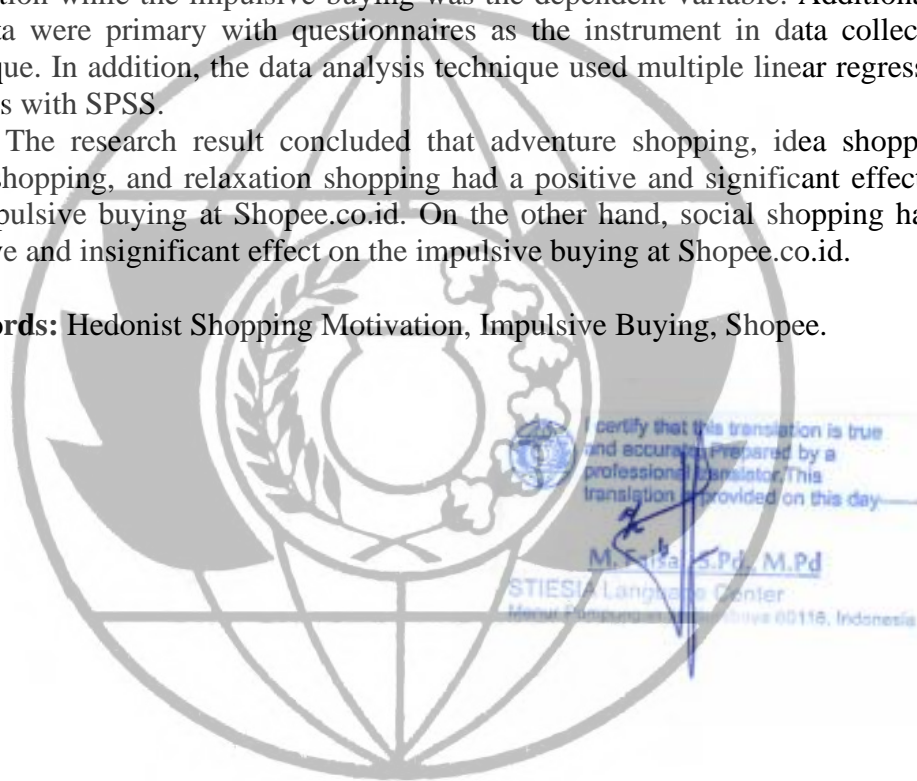 tion while the impulsive buying was the dependent variable. Additiona
ta were primary with questionnaires as the instrument in data collec
que. In addition, the data analysis technique used multiple linear regress
s with SPSS.
The research result concluded that adventure shopping, idea shopp
shopping, and relaxation shopping had a positive and significant effect
pulsive buying at Shopee.co.id. On the other hand, social shopping ha
ve and insignificant effect on the impulsive buying at Shopee.co.id.
ords: Hedonist Shopping Motivation, Impulsive Buying, Shopee.
I certify that this translation is true
and accurate. Prepared by a
professional translator. This
translation provided on this day
M. Faisal, S.Pd, M.Pd
STIESIA Language Center
Menur Pumpungan 60118, Indonesia